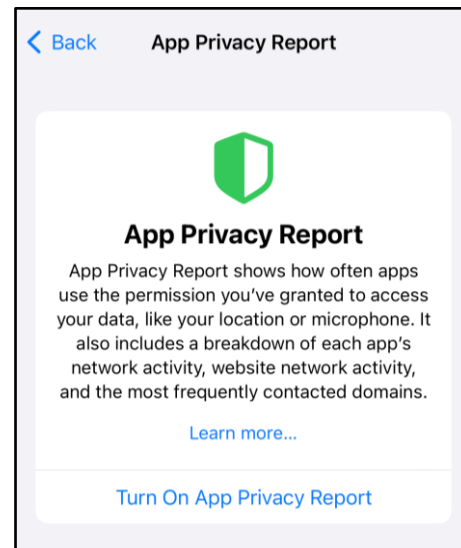 Back App Privacy Report
App Privacy Report
App Privacy Report shows how often apps
use the permission you’ve granted to access
your data, like your location or microphone. It
also includes a breakdown of each app’s
network activity, website network activity,
and the most frequently contacted domains.
Learn more...
Turn On App Privacy Report